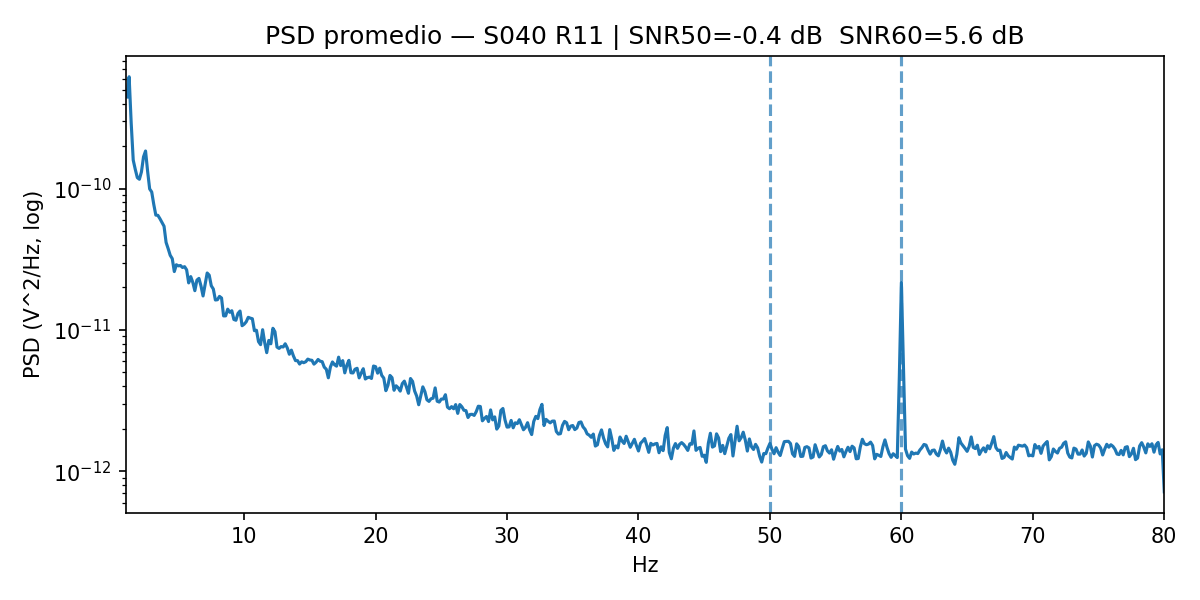 PSD promedio — S040 R11 | SNR50=-0.4 dB  SNR60=5.6 dB
PSD (V^2/Hz, log)
10⁻¹⁰
10⁻¹¹
10⁻¹²
10 20 30 40 50 60 70 80
Hz